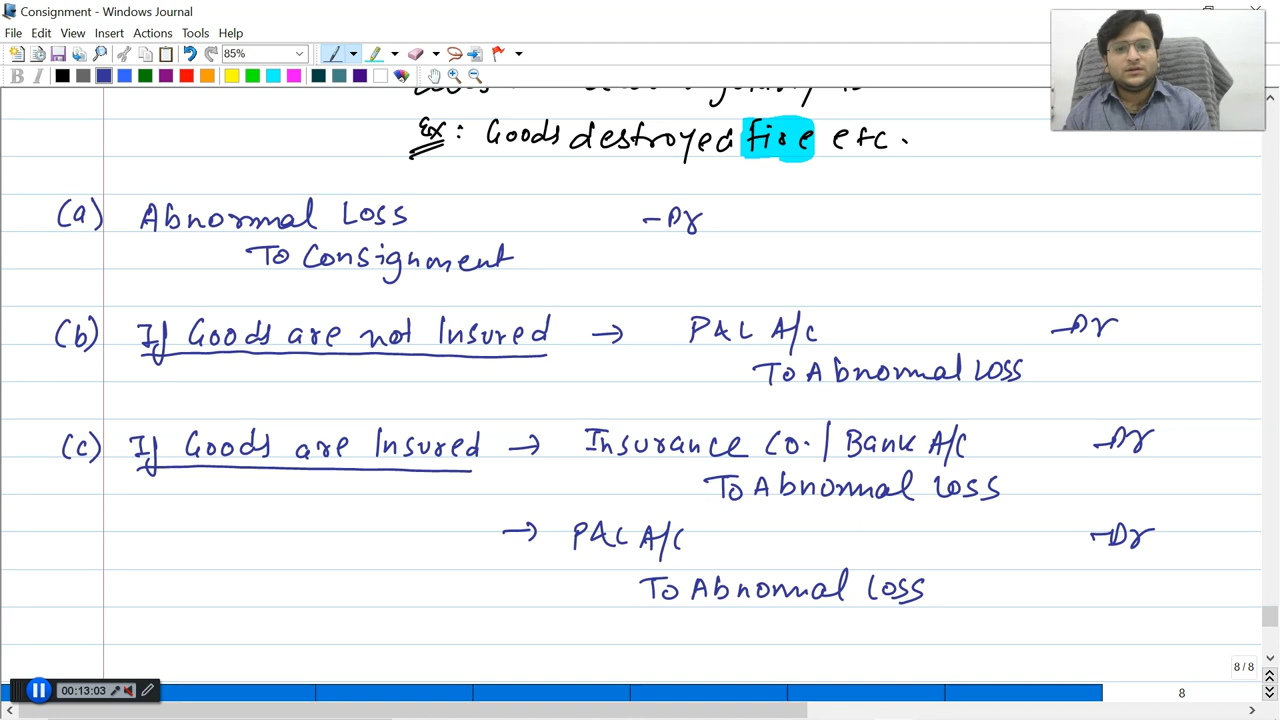 Consignment - Windows Journal
File Edit View Insert Actions Tools Help
85%
B I
Ex : Goods destroyed fire etc.
(a) Abnormal Loss - Dr
To Consignment
(b) If Goods are not Insured → P&L A/c - Dr
To Abnormal Loss
(c) If Goods are Insured → Insurance Co. / Bank A/c - Dr
To Abnormal Loss
→ P&L A/c - Dr
To Abnormal Loss
8 / 8
00:13:03
8